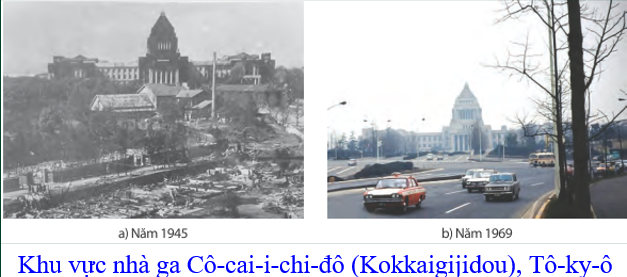 a) Năm 1945
b) Năm 1969
Khu vực nhà ga Cô-cai-i-chi-đô (Kokkaigijidou), Tô-ky-ô